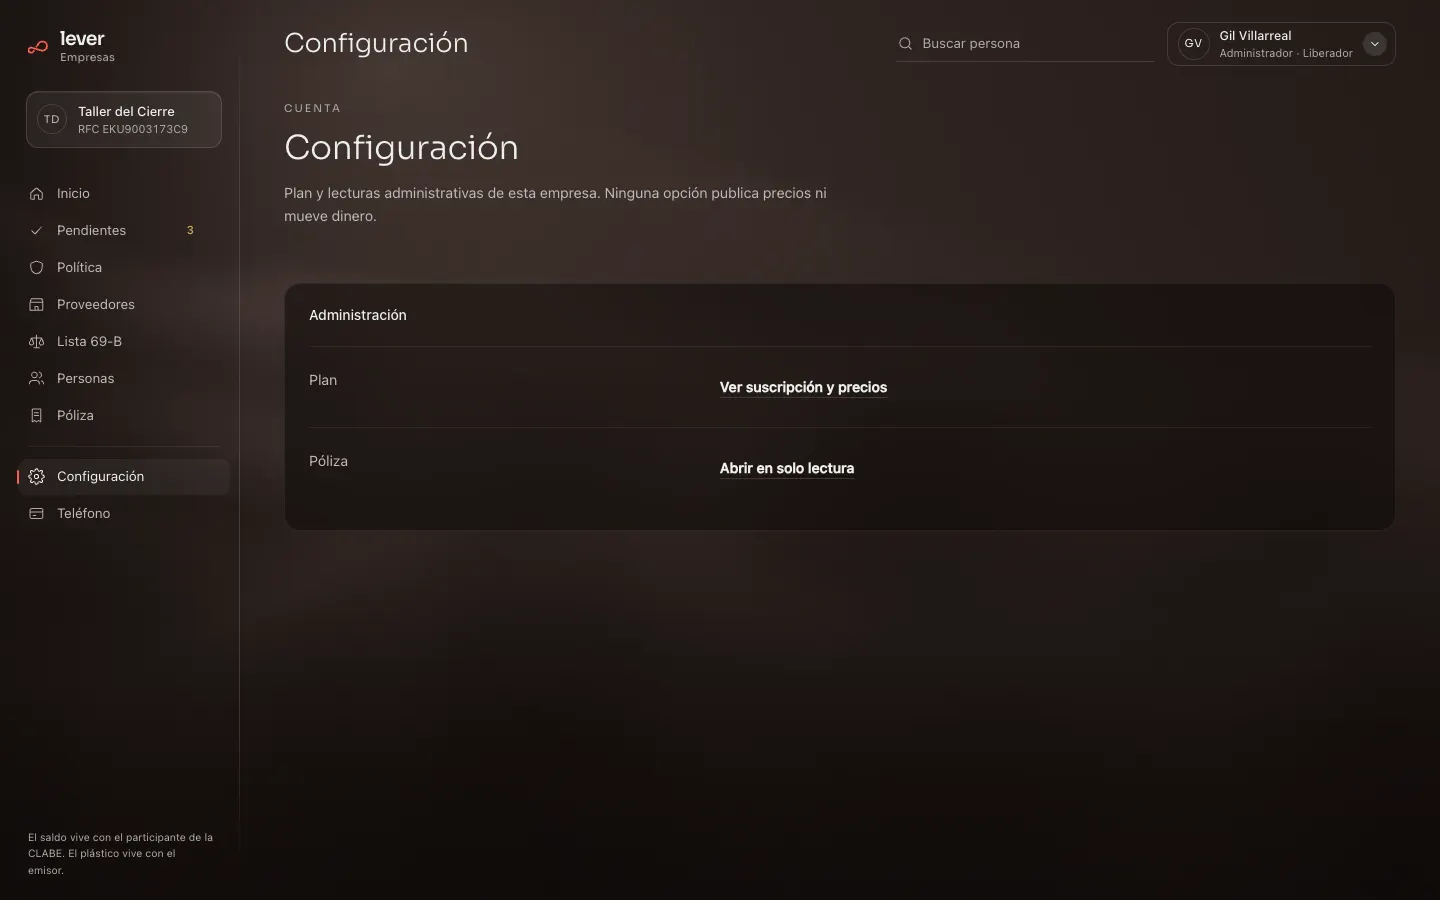 lever
Empresas
TD
Taller del Cierre
RFC EKU9003173C9
Inicio
Pendientes 3
Política
Proveedores
Lista 69-B
Personas
Póliza
Configuración
Teléfono
El saldo vive con el participante de la
CLABE. El plástico vive con el
emisor.
Configuración
Buscar persona
GV
Gil Villarreal
Administrador · Liberador
CUENTA
Configuración
Plan y lecturas administrativas de esta empresa. Ninguna opción publica precios ni
mueve dinero.
Administración
Plan Ver suscripción y precios
Póliza Abrir en solo lectura